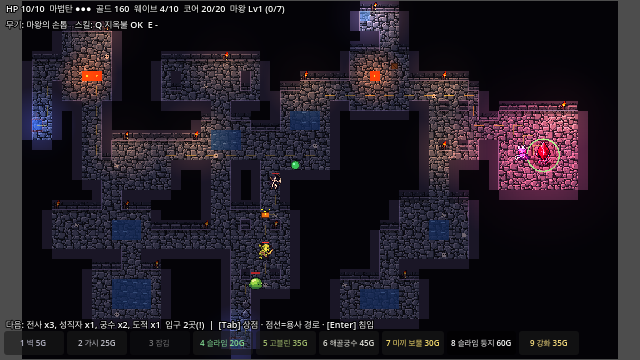 HP 10/10 마법탄 ●●● 골드 160 웨이브 4/10 코어 20/20 마왕 Lv1 (0/7)
무기: 마왕의 손톱 스킬: Q 지옥불 OK E -
다음: 전사 x3, 성직자 x1, 궁수 x2, 도적 x1 입구 2곳(!) | [Tab] 상점 · 점선=용사 경로 · [Enter] 침입
1 벽 5G 2 가시 25G 3 잠김 4 슬라임 20G 5 고블린 35G 6 해골궁수 45G 7 미끼 보물 30G 8 슬라임 둥지 60G 9 강화 35G